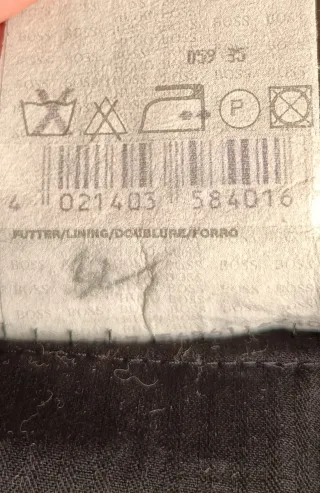 059 35
P
4 021403 584016
FUTTER/LINING/DOUBLURE/FORRO